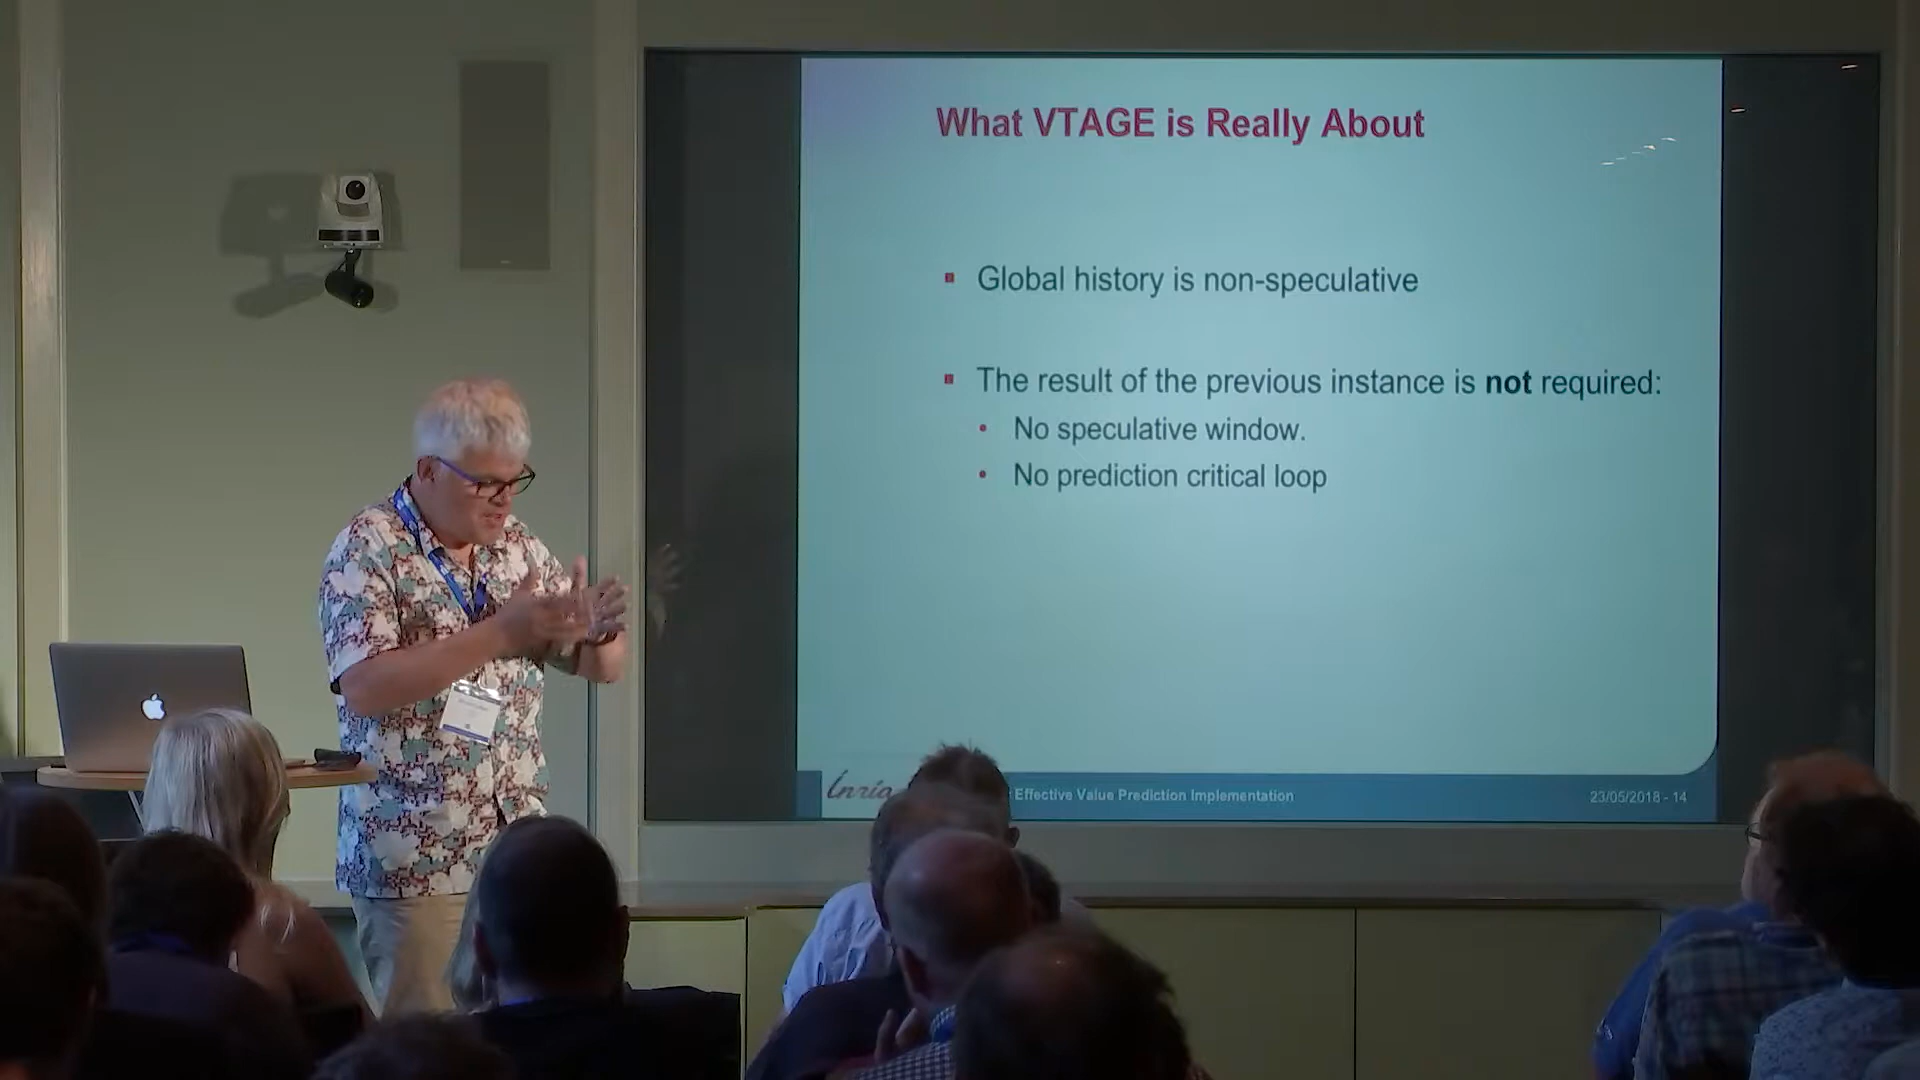 What VTAGE is Really About
Global history is non-speculative
The result of the previous instance is not required:
No speculative window.
No prediction critical loop
Inria
Effective Value Prediction Implementation
23/05/2018 - 14